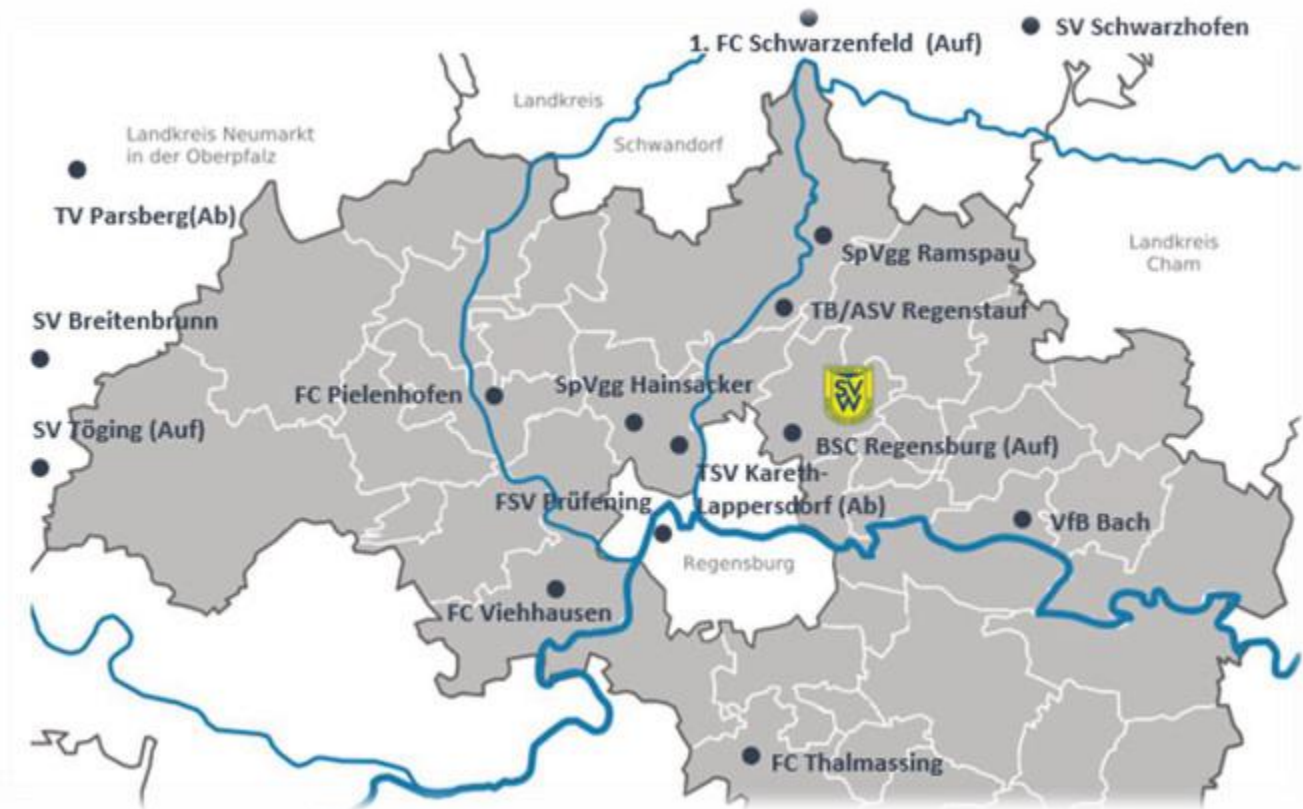 SV Schwarzhofen
1. FC Schwarzenfeld (Auf)
Landkreis
Schwandorf
Landkreis Neumarkt
in der Oberpfalz
TV Parsberg(Ab)
SpVgg Ramspau
Landkreis
Cham
TB/ASV Regenstauf
SV Breitenbrunn
FC Pielenhofen
SpVgg Hainsacker
SV
W
SV Töging (Auf)
BSC Regensburg (Auf)
TSV Kareth-
Lappersdorf (Ab)
FSV Prüfening
VfB Bach
Regensburg
FC Viehhausen
FC Thalmassing